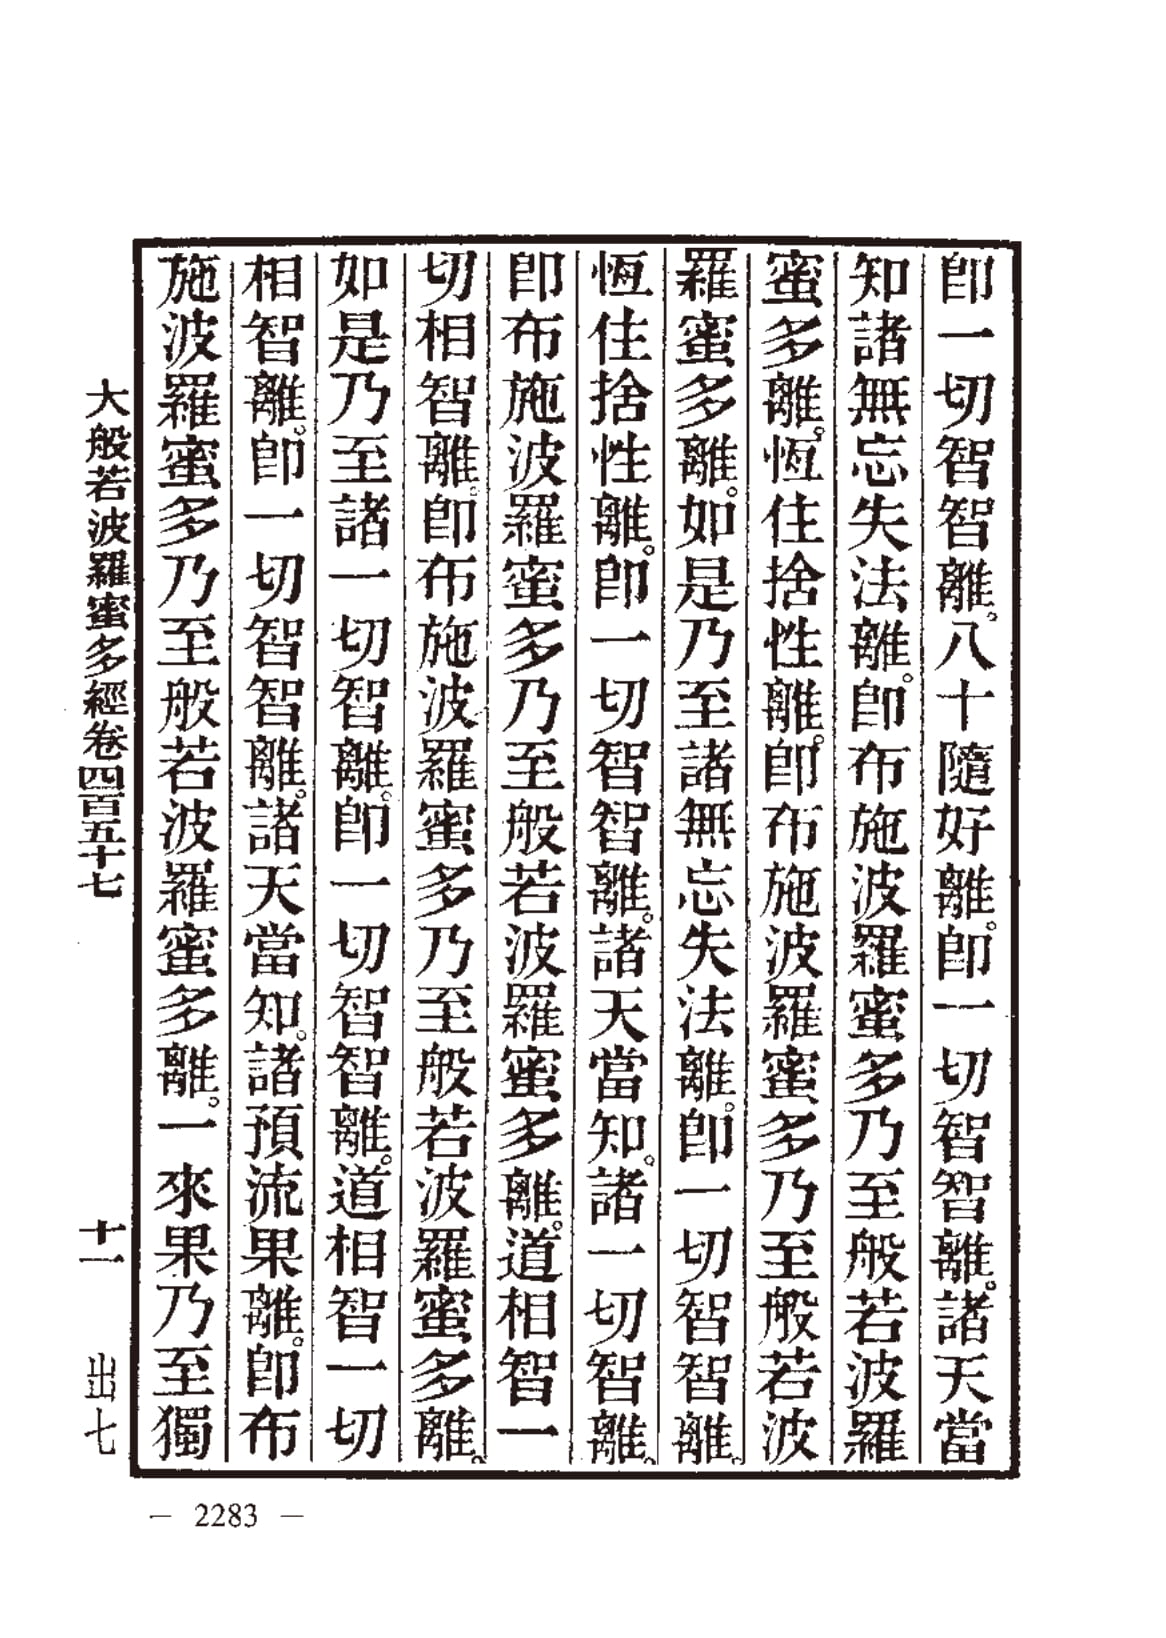 卽一切智智離。八十隨好離。卽一切智智離。諸天當
知諸無忘失法離。卽布施波羅蜜多乃至般若波羅
蜜多離。恆住捨性離。卽布施波羅蜜多乃至般若波
羅蜜多離。如是乃至諸無忘失法離。卽一切智智離。
恆住捨性離。卽一切智智離。諸天當知。諸一切智離。
卽布施波羅蜜多乃至般若波羅蜜多離。道相智一
切相智離。卽布施波羅蜜多乃至般若波羅蜜多離。
如是乃至諸一切智離。卽一切智智離。道相智一切
相智離。卽一切智智離。諸天當知。諸預流果離。卽布
施波羅蜜多乃至般若波羅蜜多離。一來果乃至獨
大般若波羅蜜多經卷四百五十七 十一 出七
— 2283 —